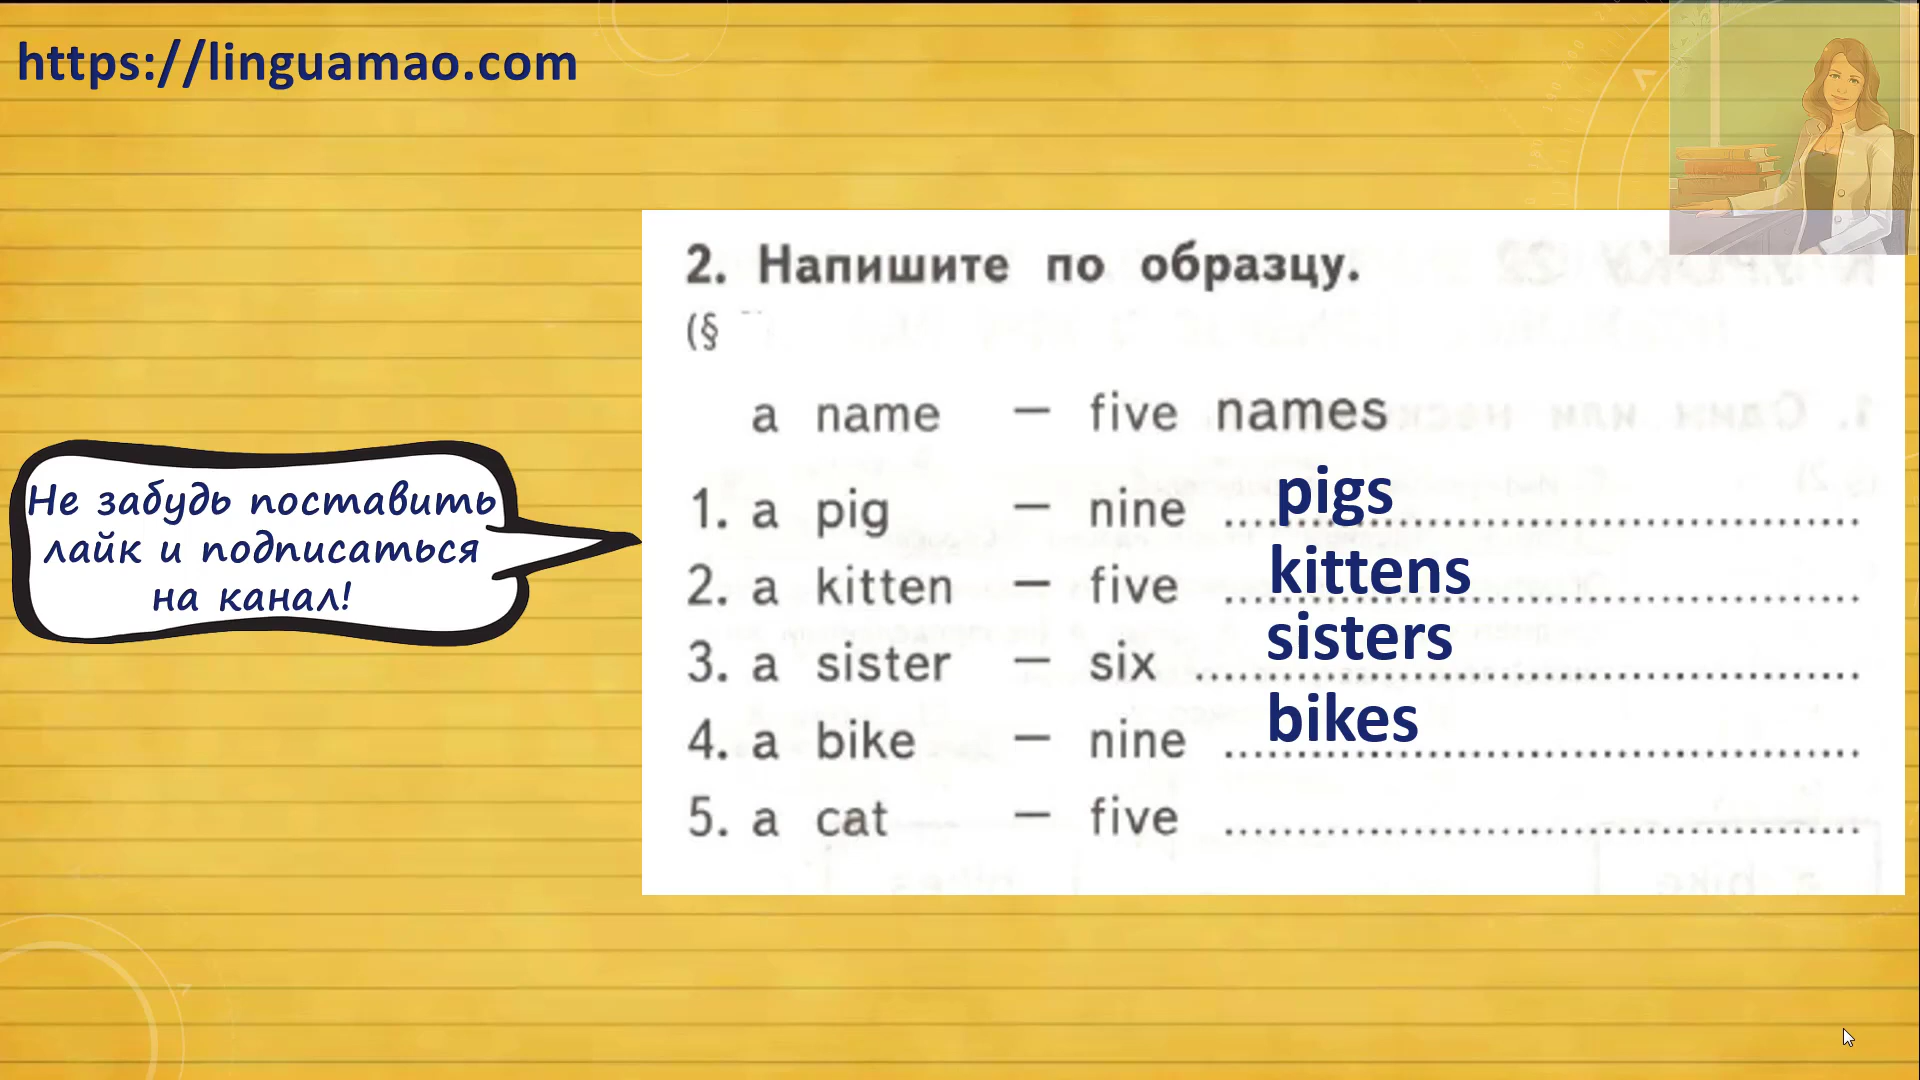 https://linguamao.com
2. Напишите по образцу.
(§
a name — five names
1. a pig — nine pigs
2. a kitten — five kittens
3. a sister — six sisters
4. a bike — nine bikes
5. a cat — five
Не забудь поставить
лайк и подписаться
на канал!